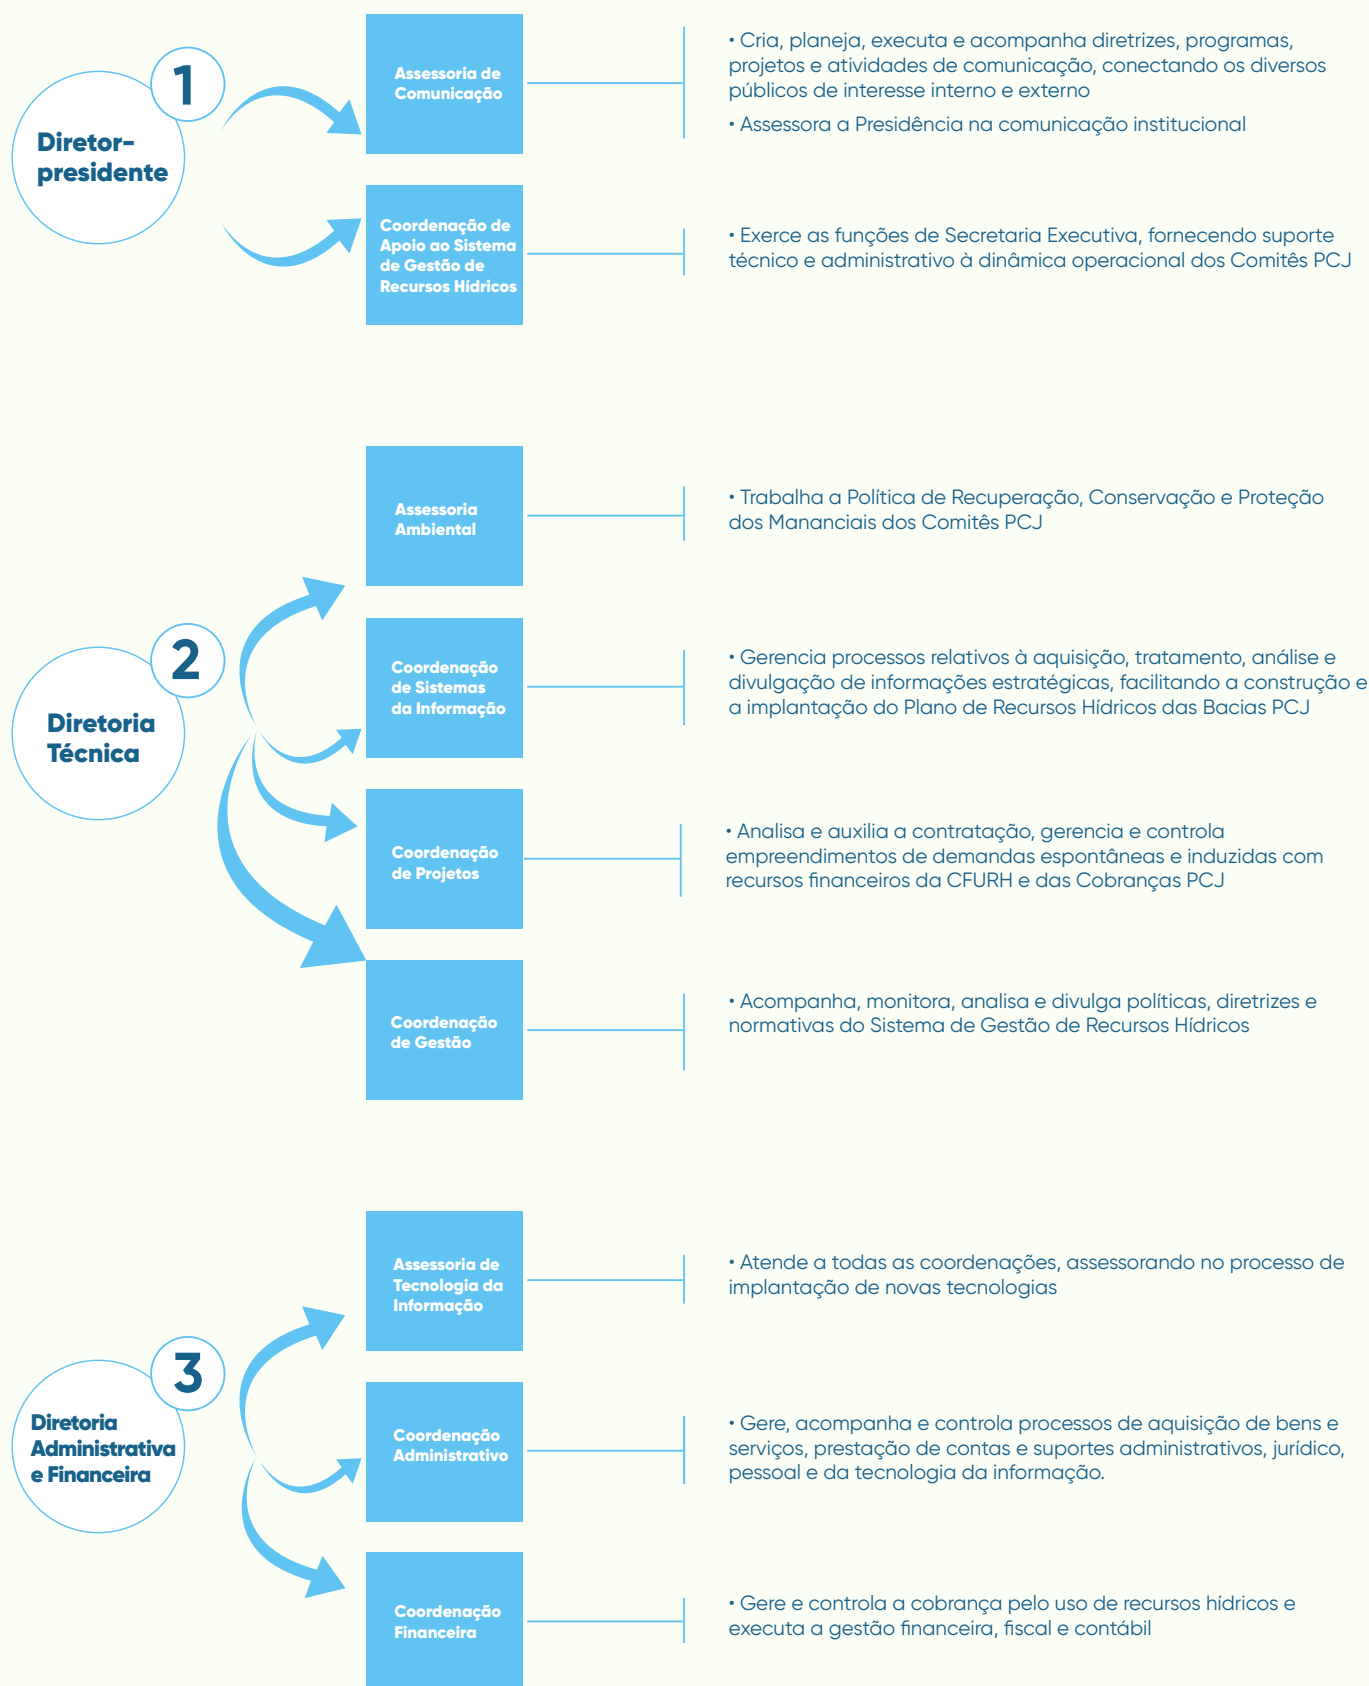 1
Diretor-
presidente
Assessoria de
Comunicação
• Cria, planeja, executa e acompanha diretrizes, programas,
projetos e atividades de comunicação, conectando os diversos
públicos de interesse interno e externo
• Assessora a Presidência na comunicação institucional
Coordenação de
Apoio ao Sistema
de Gestão de
Recursos Hídricos
• Exerce as funções de Secretaria Executiva, fornecendo suporte
técnico e administrativo à dinâmica operacional dos Comitês PCJ
2
Diretoria
Técnica
Assessoria
Ambiental
• Trabalha a Política de Recuperação, Conservação e Proteção
dos Mananciais dos Comitês PCJ
Coordenação
de Sistemas
da Informação
• Gerencia processos relativos à aquisição, tratamento, análise e
divulgação de informações estratégicas, facilitando a construção e
a implantação do Plano de Recursos Hídricos das Bacias PCJ
Coordenação
de Projetos
• Analisa e auxilia a contratação, gerencia e controla
empreendimentos de demandas espontâneas e induzidas com
recursos financeiros da CFURH e das Cobranças PCJ
Coordenação
de Gestão
• Acompanha, monitora, analisa e divulga políticas, diretrizes e
normativas do Sistema de Gestão de Recursos Hídricos
3
Diretoria
Administrativa
e Financeira
Assessoria de
Tecnologia da
Informação
• Atende a todas as coordenações, assessorando no processo de
implantação de novas tecnologias
Coordenação
Administrativo
• Gere, acompanha e controla processos de aquisição de bens e
serviços, prestação de contas e suportes administrativos, jurídico,
pessoal e da tecnologia da informação.
Coordenação
Financeira
• Gere e controla a cobrança pelo uso de recursos hídricos e
executa a gestão financeira, fiscal e contábil